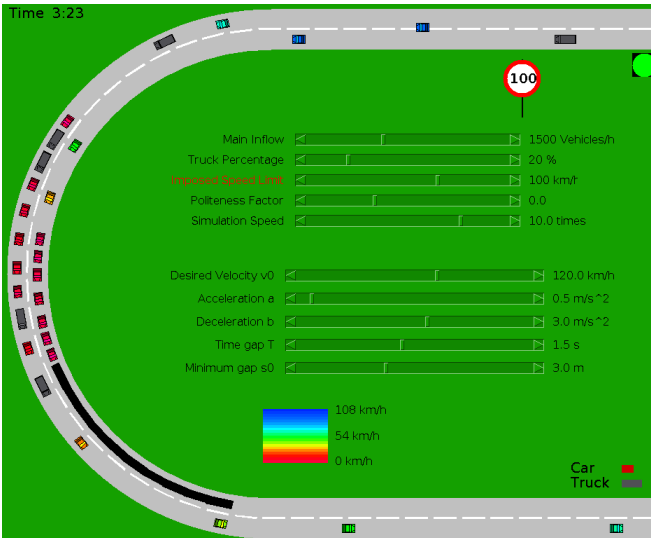 Time 3:23
100
Main Inflow 1500 Vehicles/h
Truck Percentage 20 %
Imposed Speed Limit 100 km/h
Politeness Factor 0.0
Simulation Speed 10.0 times
Desired Velocity v0 120.0 km/h
Acceleration a 0.5 m/s^2
Deceleration b 3.0 m/s^2
Time gap T 1.5 s
Minimum gap s0 3.0 m
108 km/h
54 km/h
0 km/h
Car
Truck